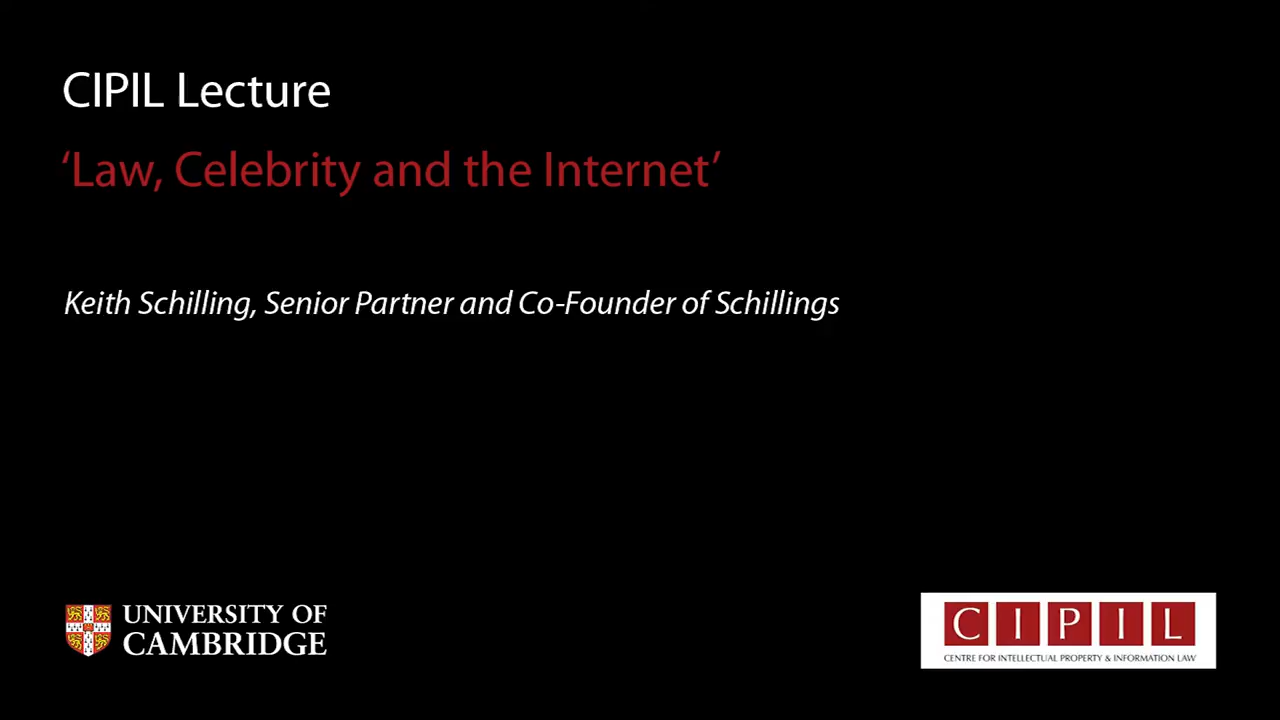 CIPIL Lecture
‘Law, Celebrity and the Internet’
Keith Schilling, Senior Partner and Co-Founder of Schillings
UNIVERSITY OF
CAMBRIDGE
CIPIL
CENTRE FOR INTELLECTUAL PROPERTY & INFORMATION LAW